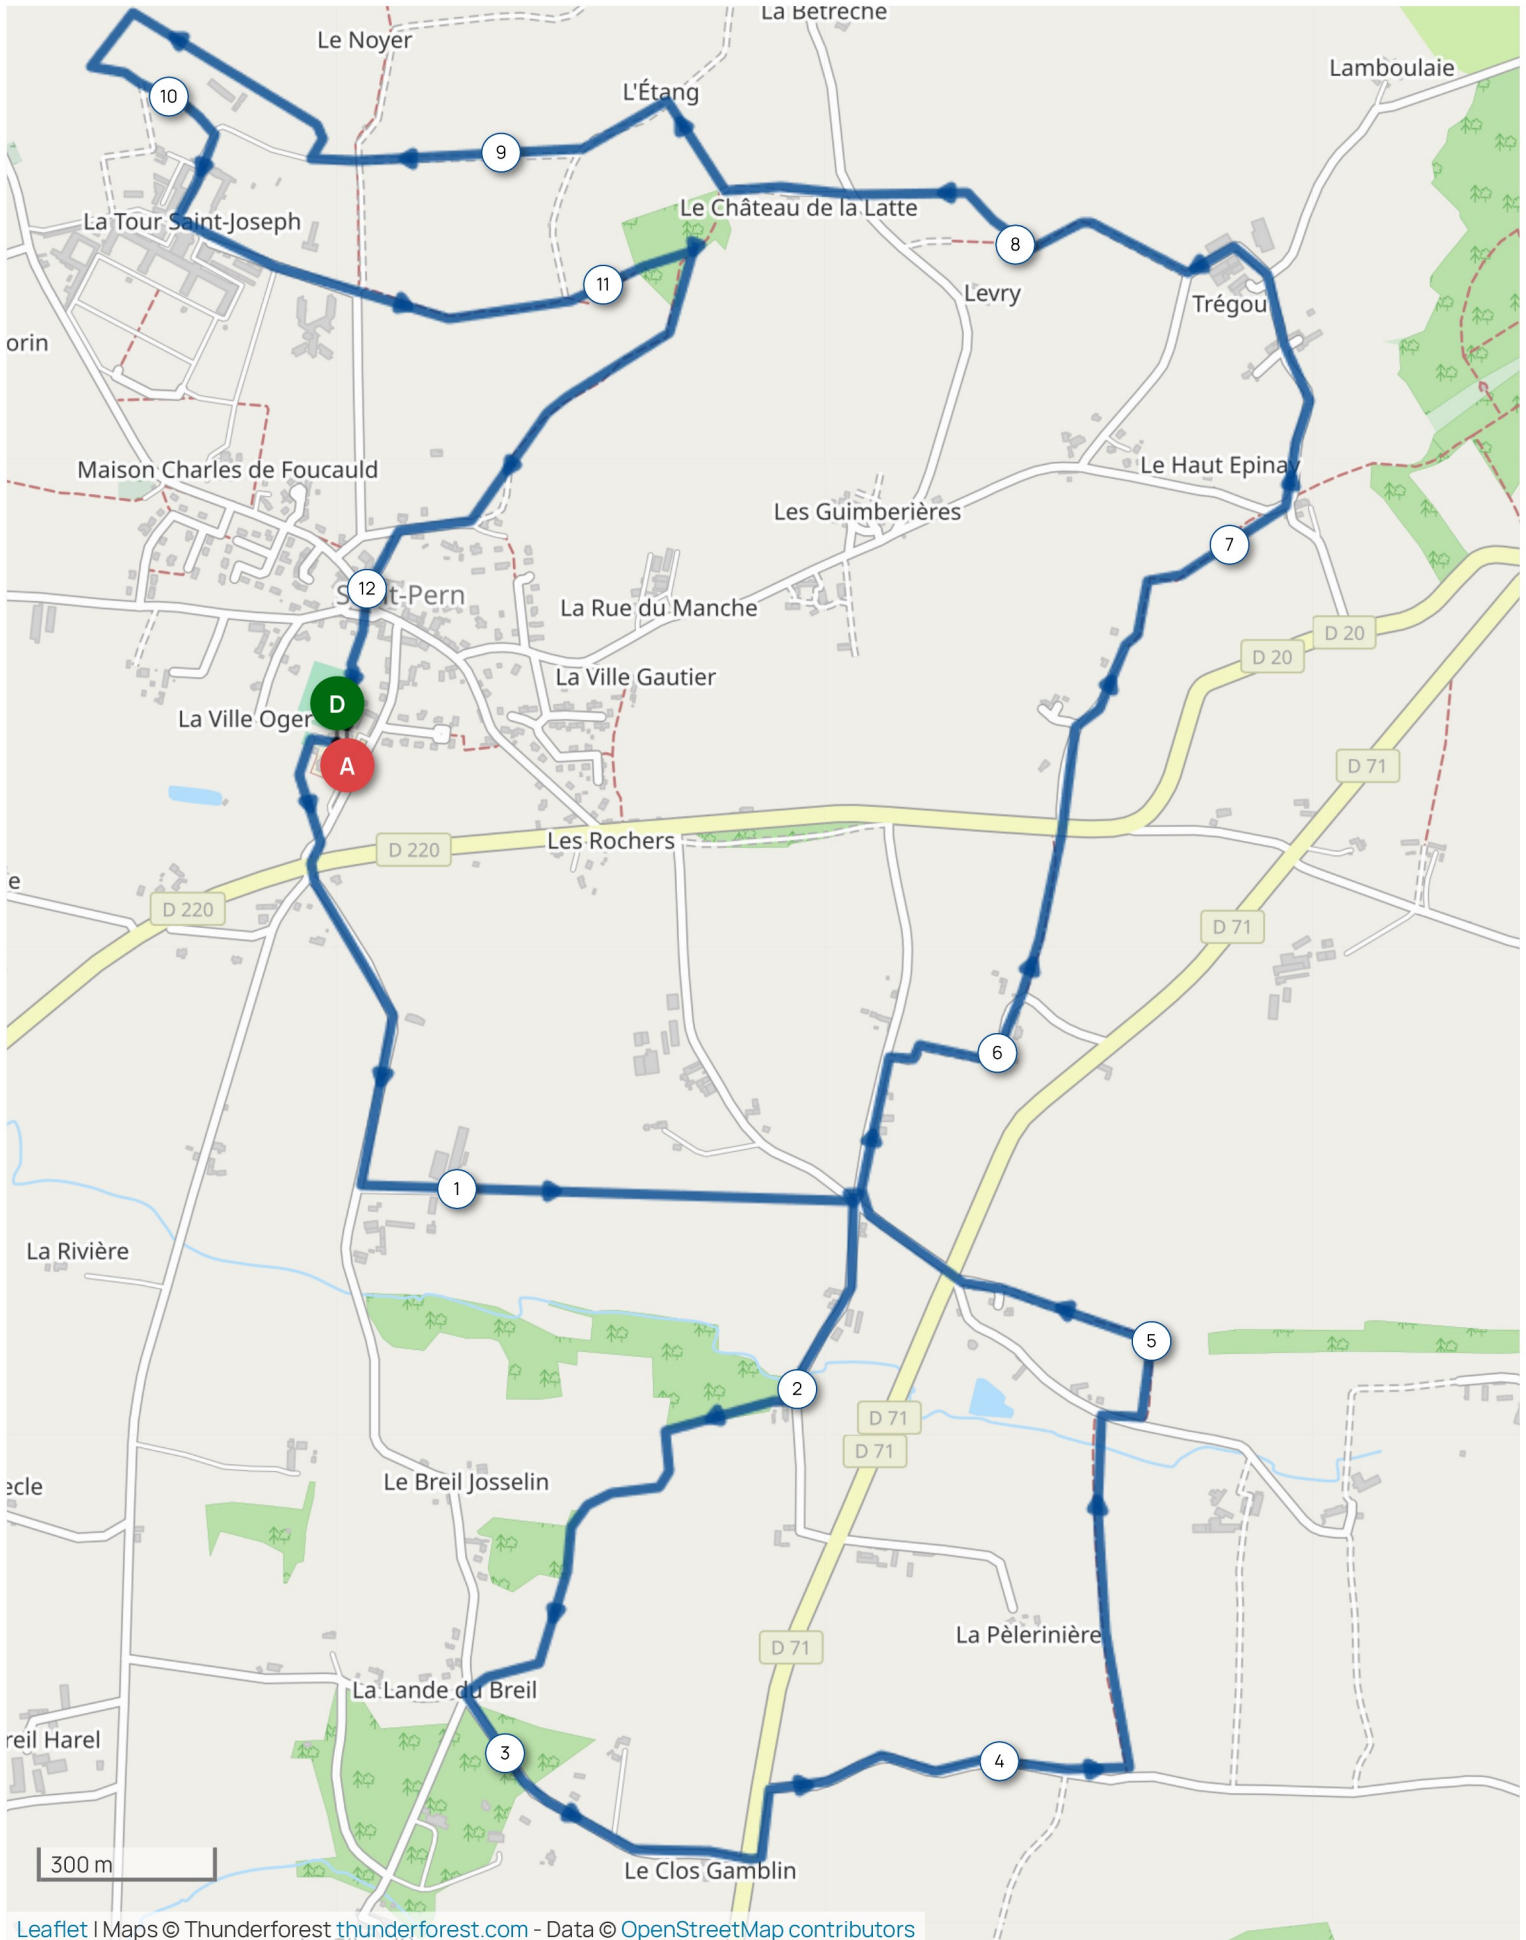 La Bétrèche
Le Noyer
Lamboulaie
L'Étang
10
9
Le Château de la Latte
La Tour Saint-Joseph
8
11
Levry
Trégou
orin
Le Haut Epinay
Maison Charles de Foucauld
Les Guimberières
7
12
La Rue du Manche
D 20
D 20
La Ville Gautier
D
La Ville Oger
A
D 71
Les Rochers
D 220
e
D 220
D 71
6
1
La Rivière
5
2
D 71
D 71
Le Breil Josselin
ecle
La Pèlerinière
D 71
La Lande du Breil
reil Harel
3
4
300 m
Le Clos Gamblin
Leaflet | Maps © Thunderforest thunderforest.com - Data © OpenStreetMap contributors